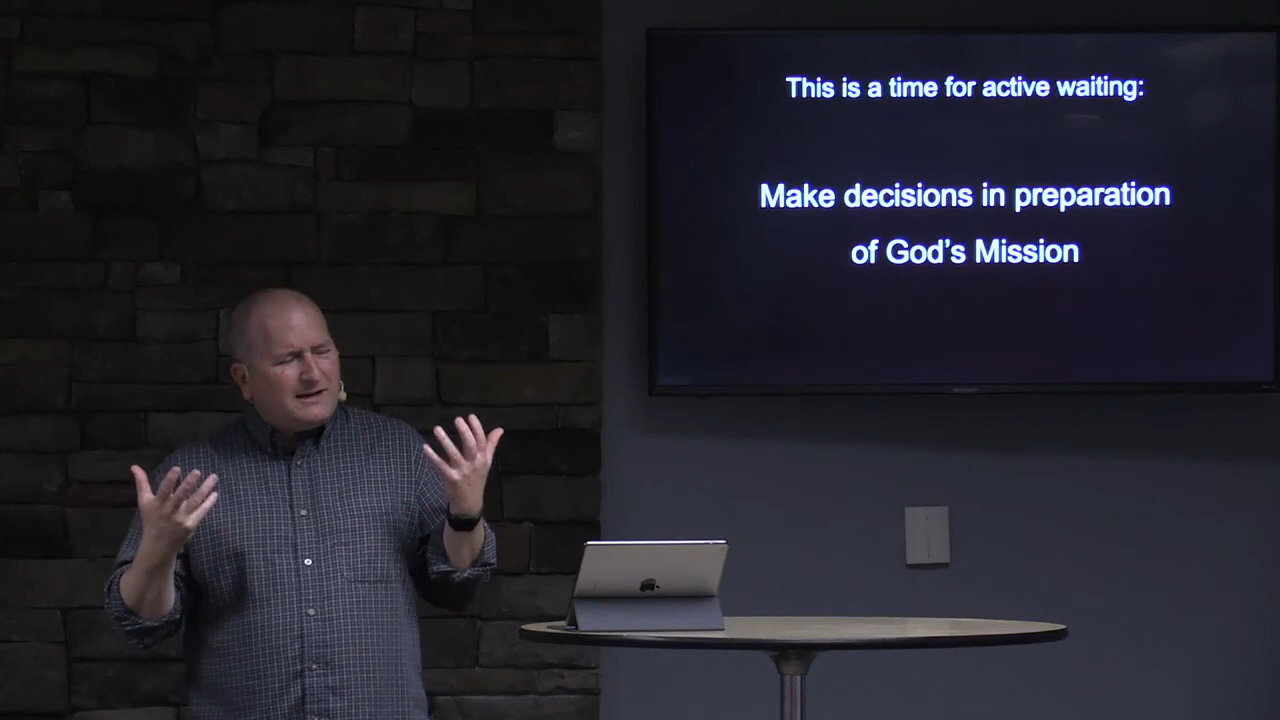 This is a time for active waiting:
Make decisions in preparation
of God's Mission